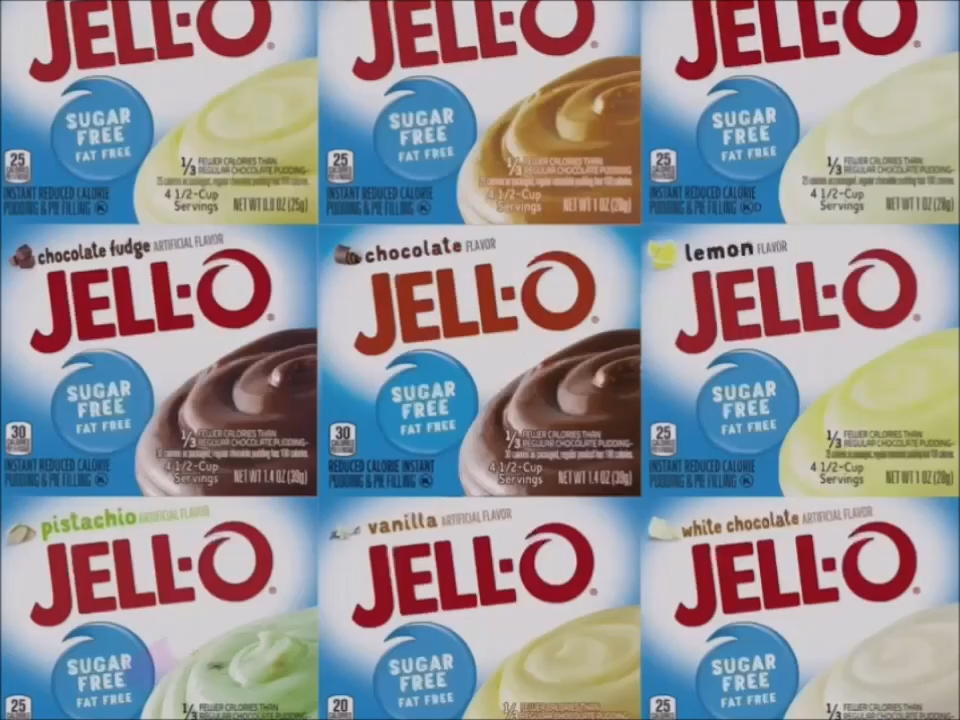 JELL-O
SUGAR FREE
FAT FREE
25
1/3 FEWER CALORIES THAN
REGULAR CHOCOLATE PUDDING
4 1/2-Cup
Servings
INSTANT REDUCED CALORIE
PUDDING & PIE FILLING
NET WT 0.9 OZ (25g)
JELL-O
SUGAR FREE
FAT FREE
25
1/3 FEWER CALORIES THAN
REGULAR CHOCOLATE PUDDING
4 1/2-Cup
Servings
INSTANT REDUCED CALORIE
PUDDING & PIE FILLING
NET WT 1 OZ (28g)
JELL-O
SUGAR FREE
FAT FREE
25
1/3 FEWER CALORIES THAN
REGULAR CHOCOLATE PUDDING
4 1/2-Cup
Servings
INSTANT REDUCED CALORIE
PUDDING & PIE FILLING
NET WT 1 OZ (28g)
chocolate fudge ARTIFICIAL FLAVOR
JELL-O
SUGAR FREE
FAT FREE
30
1/3 FEWER CALORIES THAN
REGULAR CHOCOLATE PUDDING
4 1/2-Cup
Servings
INSTANT REDUCED CALORIE
PUDDING & PIE FILLING
NET WT 1.4 OZ (39g)
chocolate FLAVOR
JELL-O
SUGAR FREE
FAT FREE
30
1/3 FEWER CALORIES THAN
REGULAR CHOCOLATE PUDDING
4 1/2-Cup
Servings
REDUCED CALORIE INSTANT
PUDDING & PIE FILLING
NET WT 1.4 OZ (39g)
lemon FLAVOR
JELL-O
SUGAR FREE
FAT FREE
25
1/3 FEWER CALORIES THAN
REGULAR CHOCOLATE PUDDING
4 1/2-Cup
Servings
INSTANT REDUCED CALORIE
PUDDING & PIE FILLING
NET WT 1 OZ (28g)
pistachio ARTIFICIAL FLAVOR
JELL-O
SUGAR FREE
FAT FREE
25
1/3 FEWER CALORIES THAN
REGULAR CHOCOLATE PUDDING
vanilla ARTIFICIAL FLAVOR
JELL-O
SUGAR FREE
FAT FREE
20
1/3 FEWER CALORIES THAN
REGULAR CHOCOLATE PUDDING
white chocolate ARTIFICIAL FLAVOR
JELL-O
SUGAR FREE
FAT FREE
25
1/3 FEWER CALORIES THAN
REGULAR CHOCOLATE PUDDING